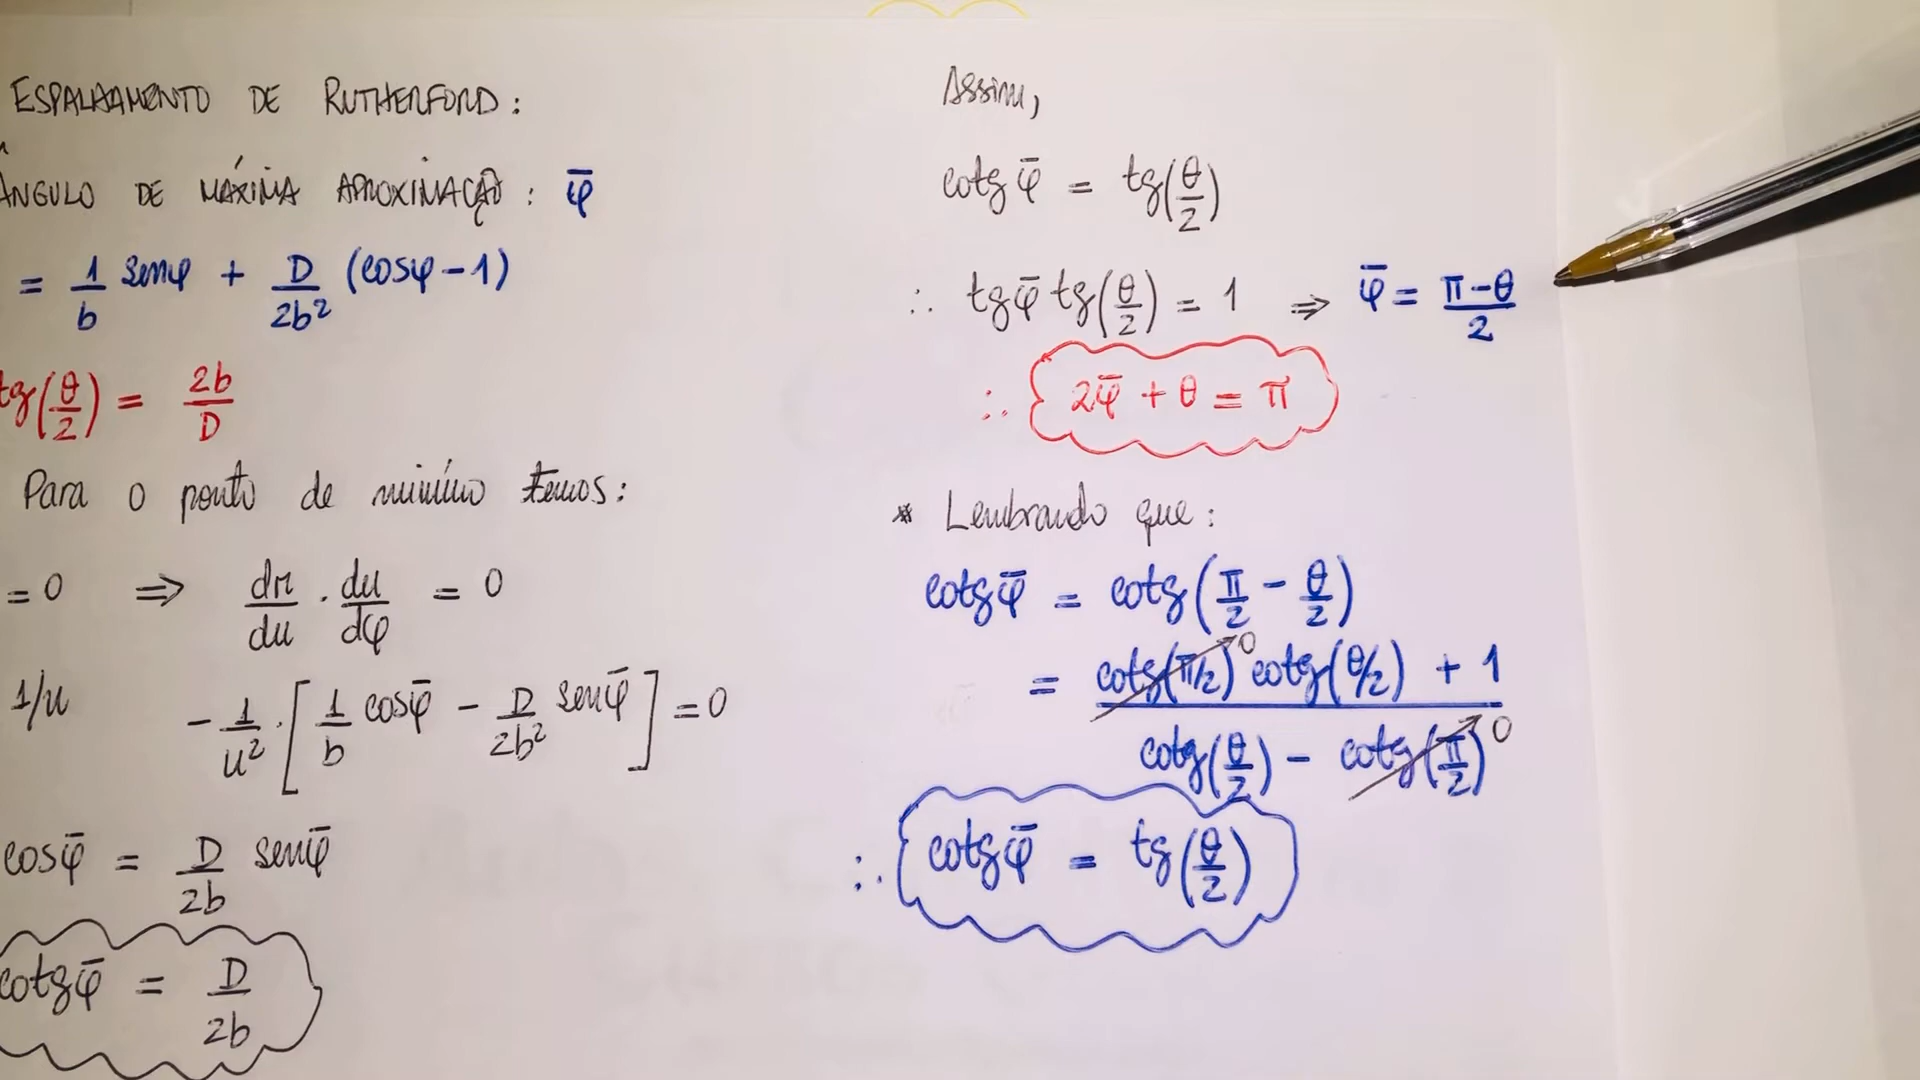 ESPALHAMENTO DE RUTHERFORD:
ÂNGULO DE MÁXIMA APROXIMAÇÃO: φ̄
= 1/b senφ + D/2b² (cosφ - 1)
tg(θ/2) = 2b/D
Para o ponto de mínimo temos:
= 0 ⇒ dr/du · du/dφ = 0
1/u
-1/u² · [1/b cosφ̄ - D/2b² senφ̄] = 0
cosφ̄ = D/2b senφ̄
cotgφ̄ = D/2b
Assim,
cotgφ̄ = tg(θ/2)
∴ tgφ̄ tg(θ/2) = 1 ⇒ φ̄ = π-θ/2
∴ 2φ̄ + θ = π
* Lembrando que:
cotgφ̄ = cotg(π/2 - θ/2)
= cotg(π/2)⁰ cotg(θ/2) + 1
cotg(θ/2) - cotg(π/2)⁰
∴ cotgφ̄ = tg(θ/2)